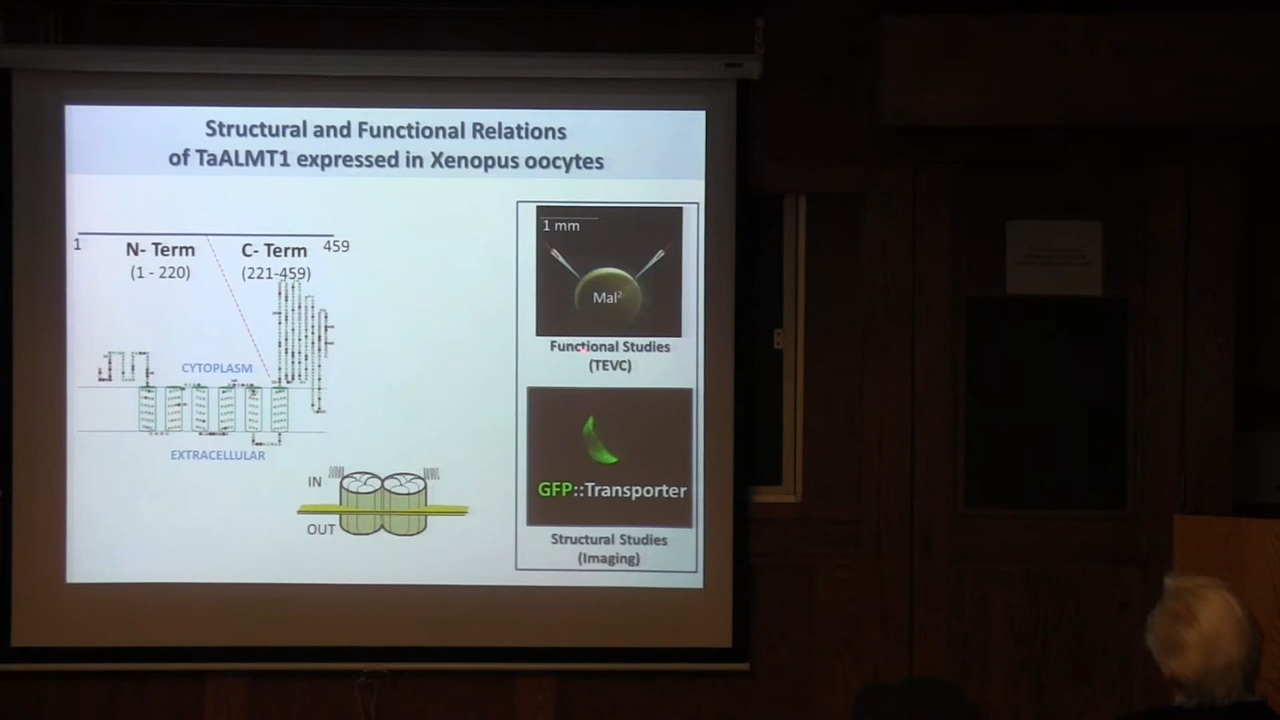 Structural and Functional Relations
of TaALMT1 expressed in Xenopus oocytes
1
N- Term
(1 - 220)
C- Term
(221-459)
459
CYTOPLASM
EXTRACELLULAR
IN
OUT
1 mm
Mal²⁻
Functional Studies
(TEVC)
GFP::Transporter
Structural Studies
(Imaging)